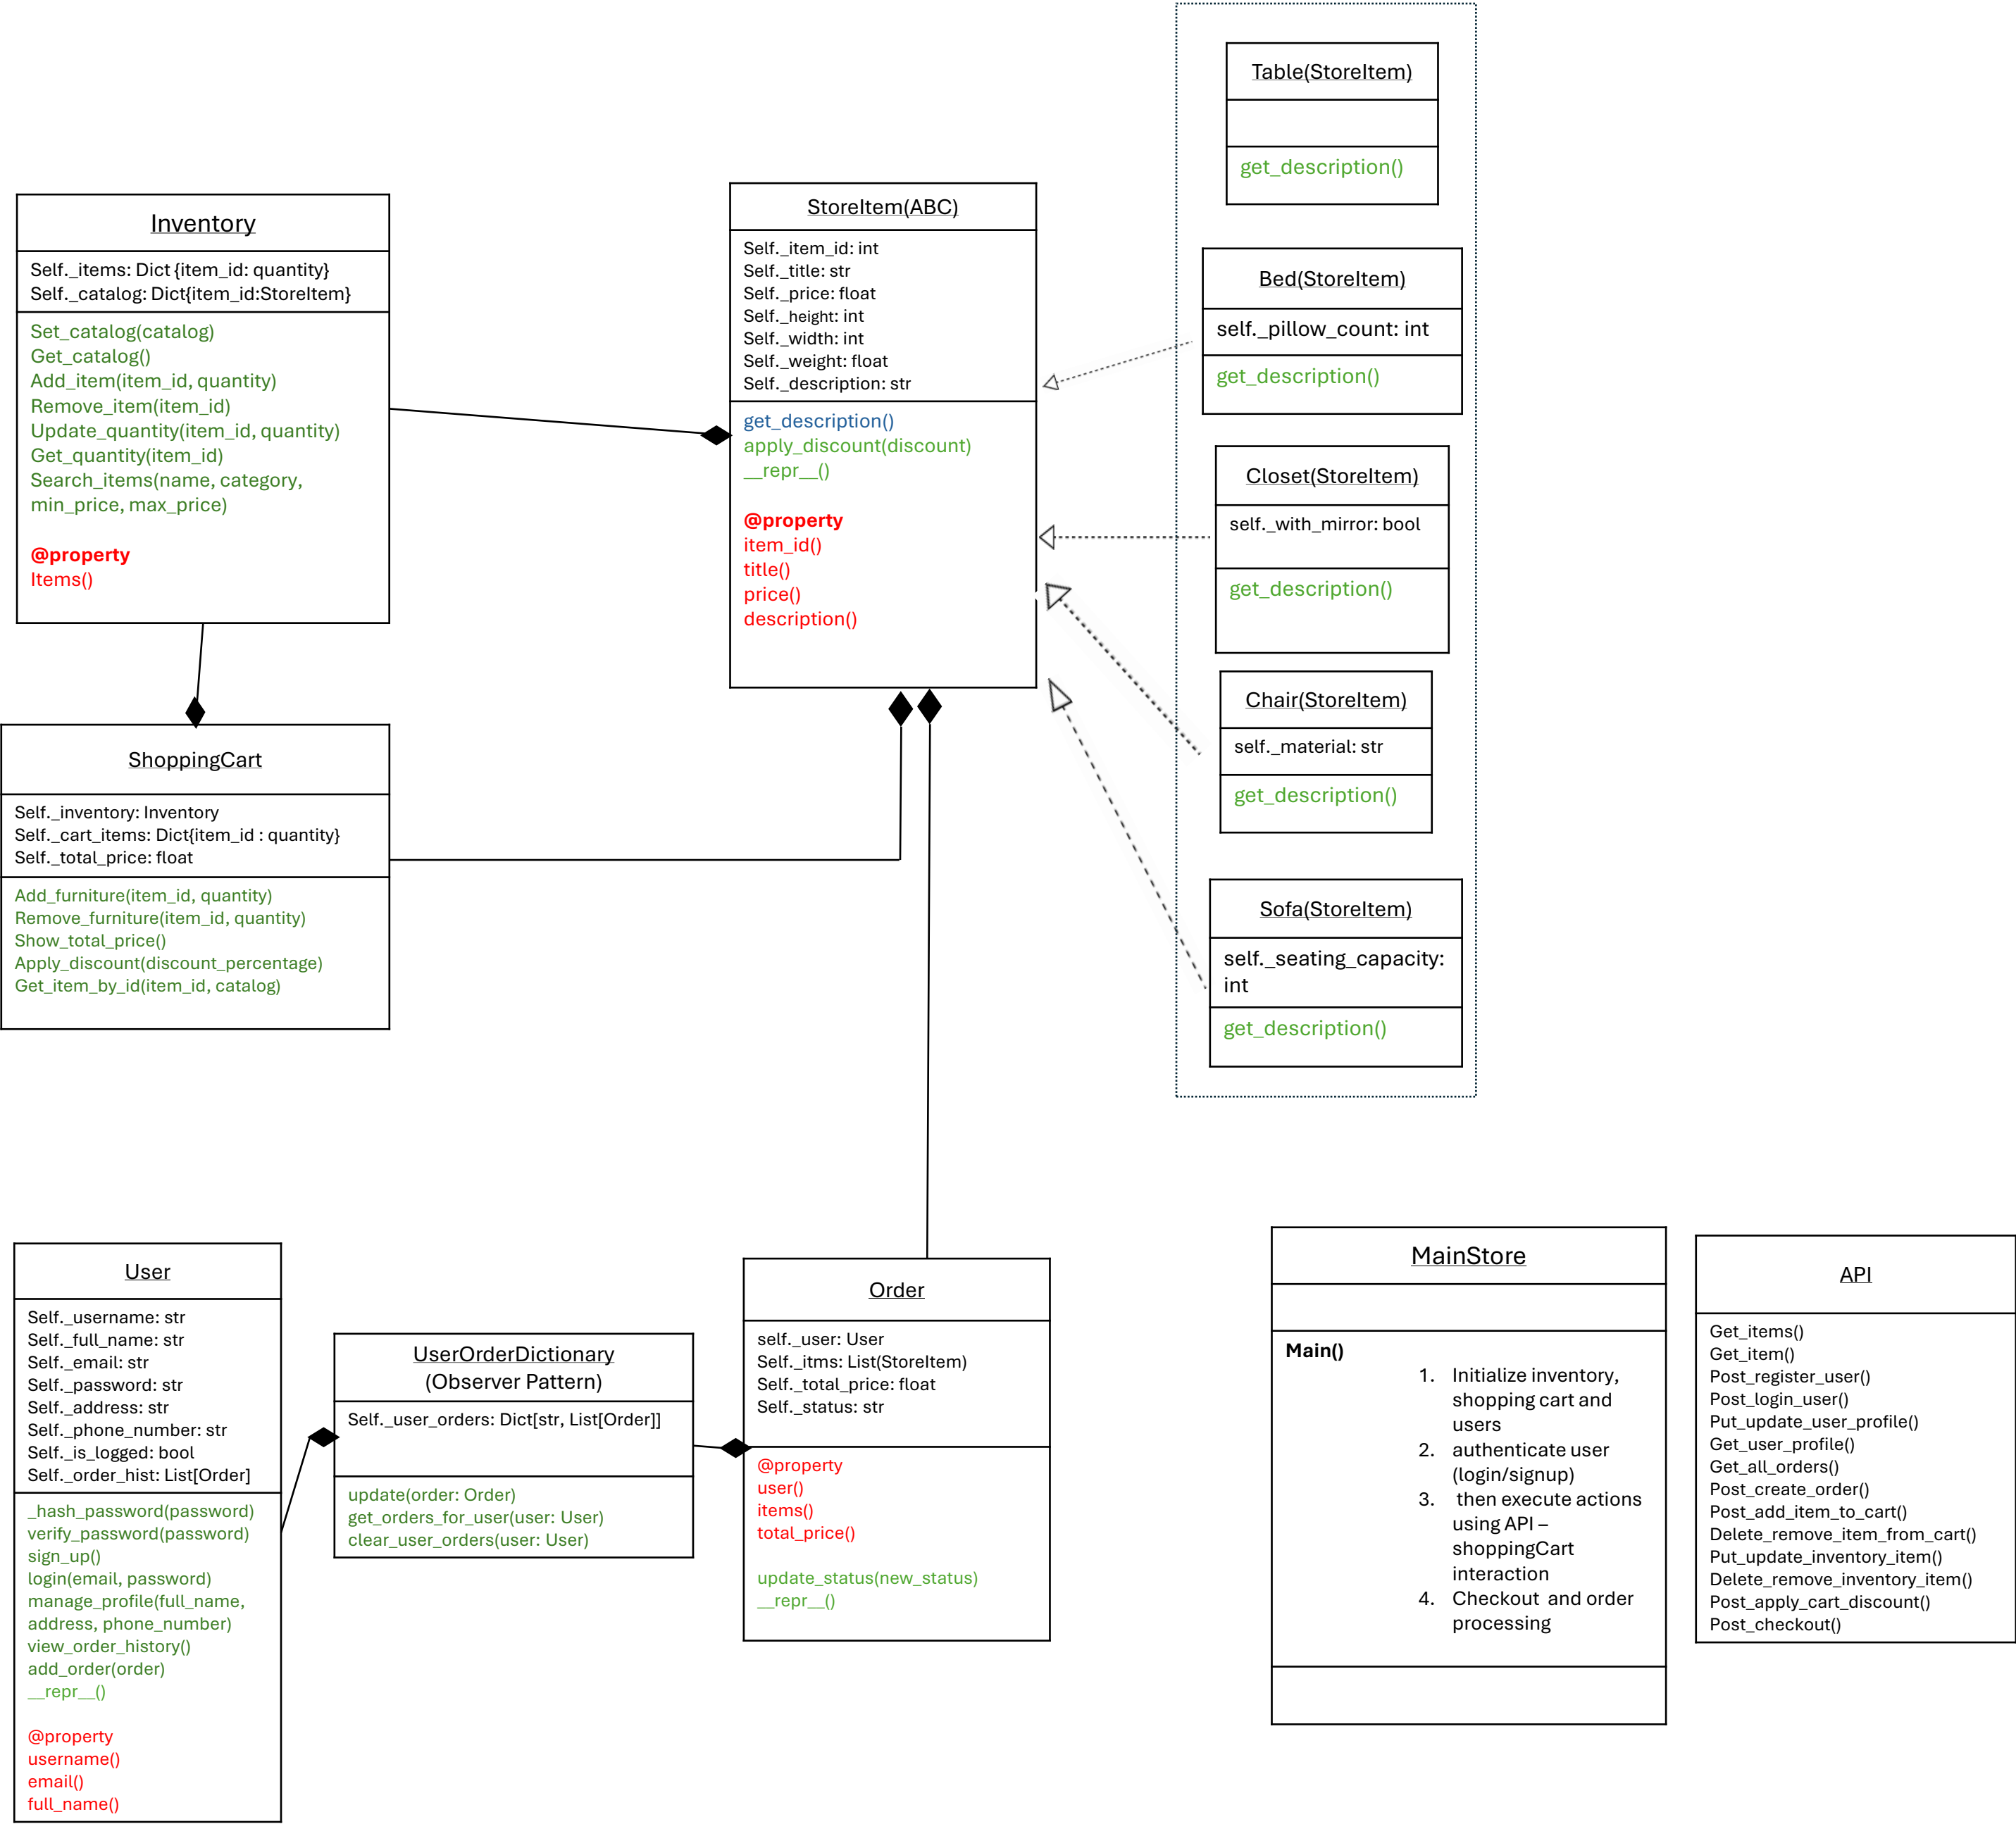 Table(StoreItem)
get_description()
Inventory
Self._items: Dict {item_id: quantity}
Self._catalog: Dict{item_id:StoreItem}
Set_catalog(catalog)
Get_catalog()
Add_item(item_id, quantity)
Remove_item(item_id)
Update_quantity(item_id, quantity)
Get_quantity(item_id)
Search_items(name, category,
min_price, max_price)
@property
Items()
StoreItem(ABC)
Self._item_id: int
Self._title: str
Self._price: float
Self._height: int
Self._width: int
Self._weight: float
Self._description: str
get_description()
apply_discount(discount)
__repr__()
@property
item_id()
title()
price()
description()
Bed(StoreItem)
self._pillow_count: int
get_description()
Closet(StoreItem)
self._with_mirror: bool
get_description()
Chair(StoreItem)
self._material: str
get_description()
Sofa(StoreItem)
self._seating_capacity:
int
get_description()
ShoppingCart
Self._inventory: Inventory
Self._cart_items: Dict{item_id : quantity}
Self._total_price: float
Add_furniture(item_id, quantity)
Remove_furniture(item_id, quantity)
Show_total_price()
Apply_discount(discount_percentage)
Get_item_by_id(item_id, catalog)
User
Self._username: str
Self._full_name: str
Self._email: str
Self._password: str
Self._address: str
Self._phone_number: str
Self._is_logged: bool
Self._order_hist: List[Order]
_hash_password(password)
verify_password(password)
sign_up()
login(email, password)
manage_profile(full_name,
address, phone_number)
view_order_history()
add_order(order)
__repr__()
@property
username()
email()
full_name()
UserOrderDictionary
(Observer Pattern)
Self._user_orders: Dict[str, List[Order]]
update(order: Order)
get_orders_for_user(user: User)
clear_user_orders(user: User)
Order
self._user: User
Self._itms: List(StoreItem)
Self._total_price: float
Self._status: str
@property
user()
items()
total_price()
update_status(new_status)
__repr__()
MainStore
Main()
1. Initialize inventory,
shopping cart and
users
2. authenticate user
(login/signup)
3. then execute actions
using API –
shoppingCart
interaction
4. Checkout and order
processing
API
Get_items()
Get_item()
Post_register_user()
Post_login_user()
Put_update_user_profile()
Get_user_profile()
Get_all_orders()
Post_create_order()
Post_add_item_to_cart()
Delete_remove_item_from_cart()
Put_update_inventory_item()
Delete_remove_inventory_item()
Post_apply_cart_discount()
Post_checkout()